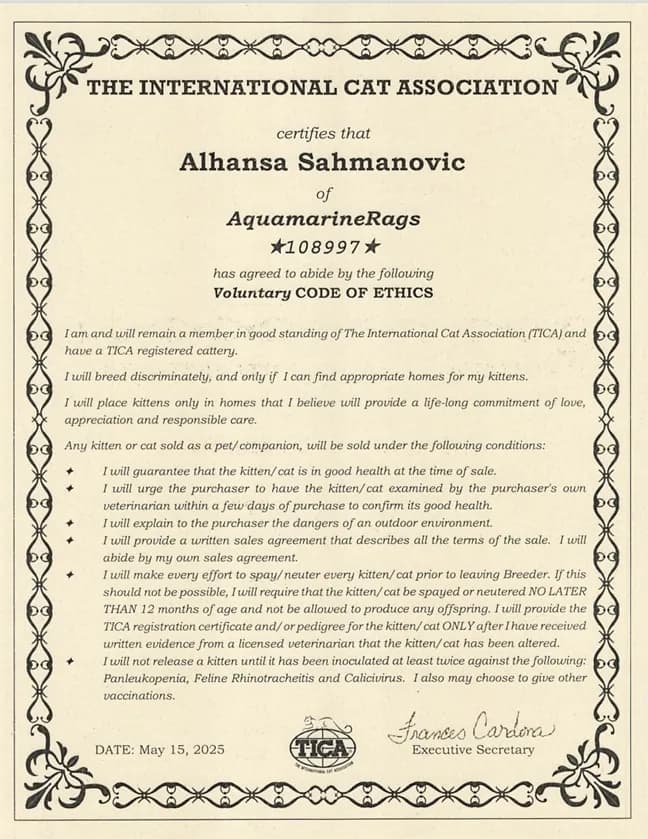 THE INTERNATIONAL CAT ASSOCIATION
certifies that
Alhansa Sahmanovic
of
AquamarineRags
★108997★
has agreed to abide by the following
Voluntary CODE OF ETHICS
I am and will remain a member in good standing of The International Cat Association (TICA) and
have a TICA registered cattery.
I will breed discriminately, and only if I can find appropriate homes for my kittens.
I will place kittens only in homes that I believe will provide a life-long commitment of love,
appreciation and responsible care.
Any kitten or cat sold as a pet/companion, will be sold under the following conditions:
✦ I will guarantee that the kitten/cat is in good health at the time of sale.
✦ I will urge the purchaser to have the kitten/cat examined by the purchaser's own
veterinarian within a few days of purchase to confirm its good health.
✦ I will explain to the purchaser the dangers of an outdoor environment.
✦ I will provide a written sales agreement that describes all the terms of the sale. I will
abide by my own sales agreement.
✦ I will make every effort to spay/neuter every kitten/cat prior to leaving Breeder. If this
should not be possible, I will require that the kitten/cat be spayed or neutered NO LATER
THAN 12 months of age and not be allowed to produce any offspring. I will provide the
TICA registration certificate and/or pedigree for the kitten/cat ONLY after I have received
written evidence from a licensed veterinarian that the kitten/cat has been altered.
✦ I will not release a kitten until it has been inoculated at least twice against the following:
Panleukopenia, Feline Rhinotracheitis and Calicivirus. I also may choose to give other
vaccinations.
DATE: May 15, 2025
TICA
THE INTERNATIONAL CAT ASSOCIATION
Frances Cardona
Executive Secretary